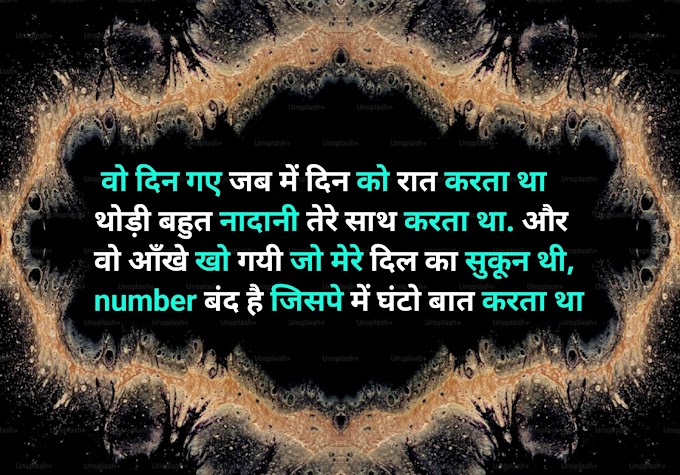 वो दिन गए जब में दिन को रात करता था
थोड़ी बहुत नादानी तेरे साथ करता था. और
वो आँखे खो गयी जो मेरे दिल का सुकून थी,
number बंद है जिसपे में घंटो बात करता था